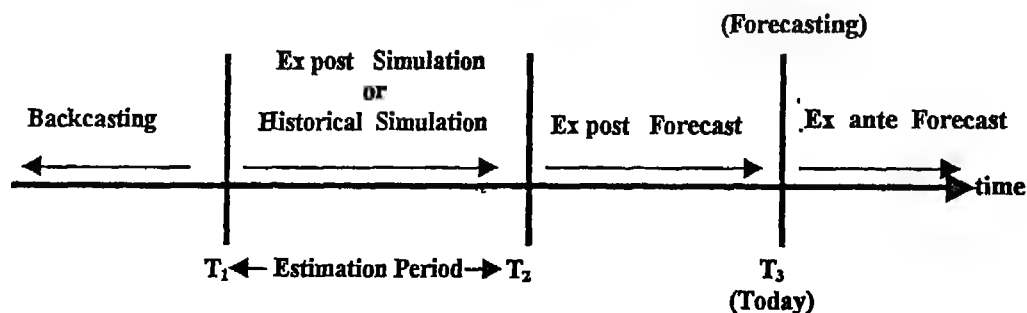 (Forecasting)
Ex post Simulation
or
Historical Simulation
Backcasting
Ex post Forecast
Ex ante Forecast
time
T₁ Estimation Period T₂
T₃
(Today)